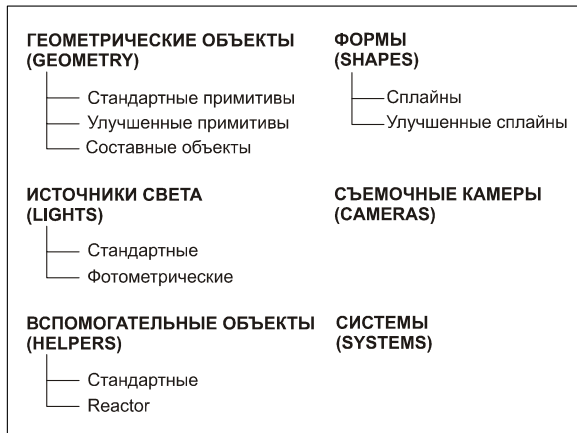 ГЕОМЕТРИЧЕСКИЕ ОБЪЕКТЫ
(GEOMETRY)
Стандартные примитивы
Улучшенные примитивы
Составные объекты
ФОРМЫ
(SHAPES)
Сплайны
Улучшенные сплайны
ИСТОЧНИКИ СВЕТА
(LIGHTS)
Стандартные
Фотометрические
СЪЕМОЧНЫЕ КАМЕРЫ
(CAMERAS)
ВСПОМОГАТЕЛЬНЫЕ ОБЪЕКТЫ
(HELPERS)
Стандартные
Reactor
СИСТЕМЫ
(SYSTEMS)